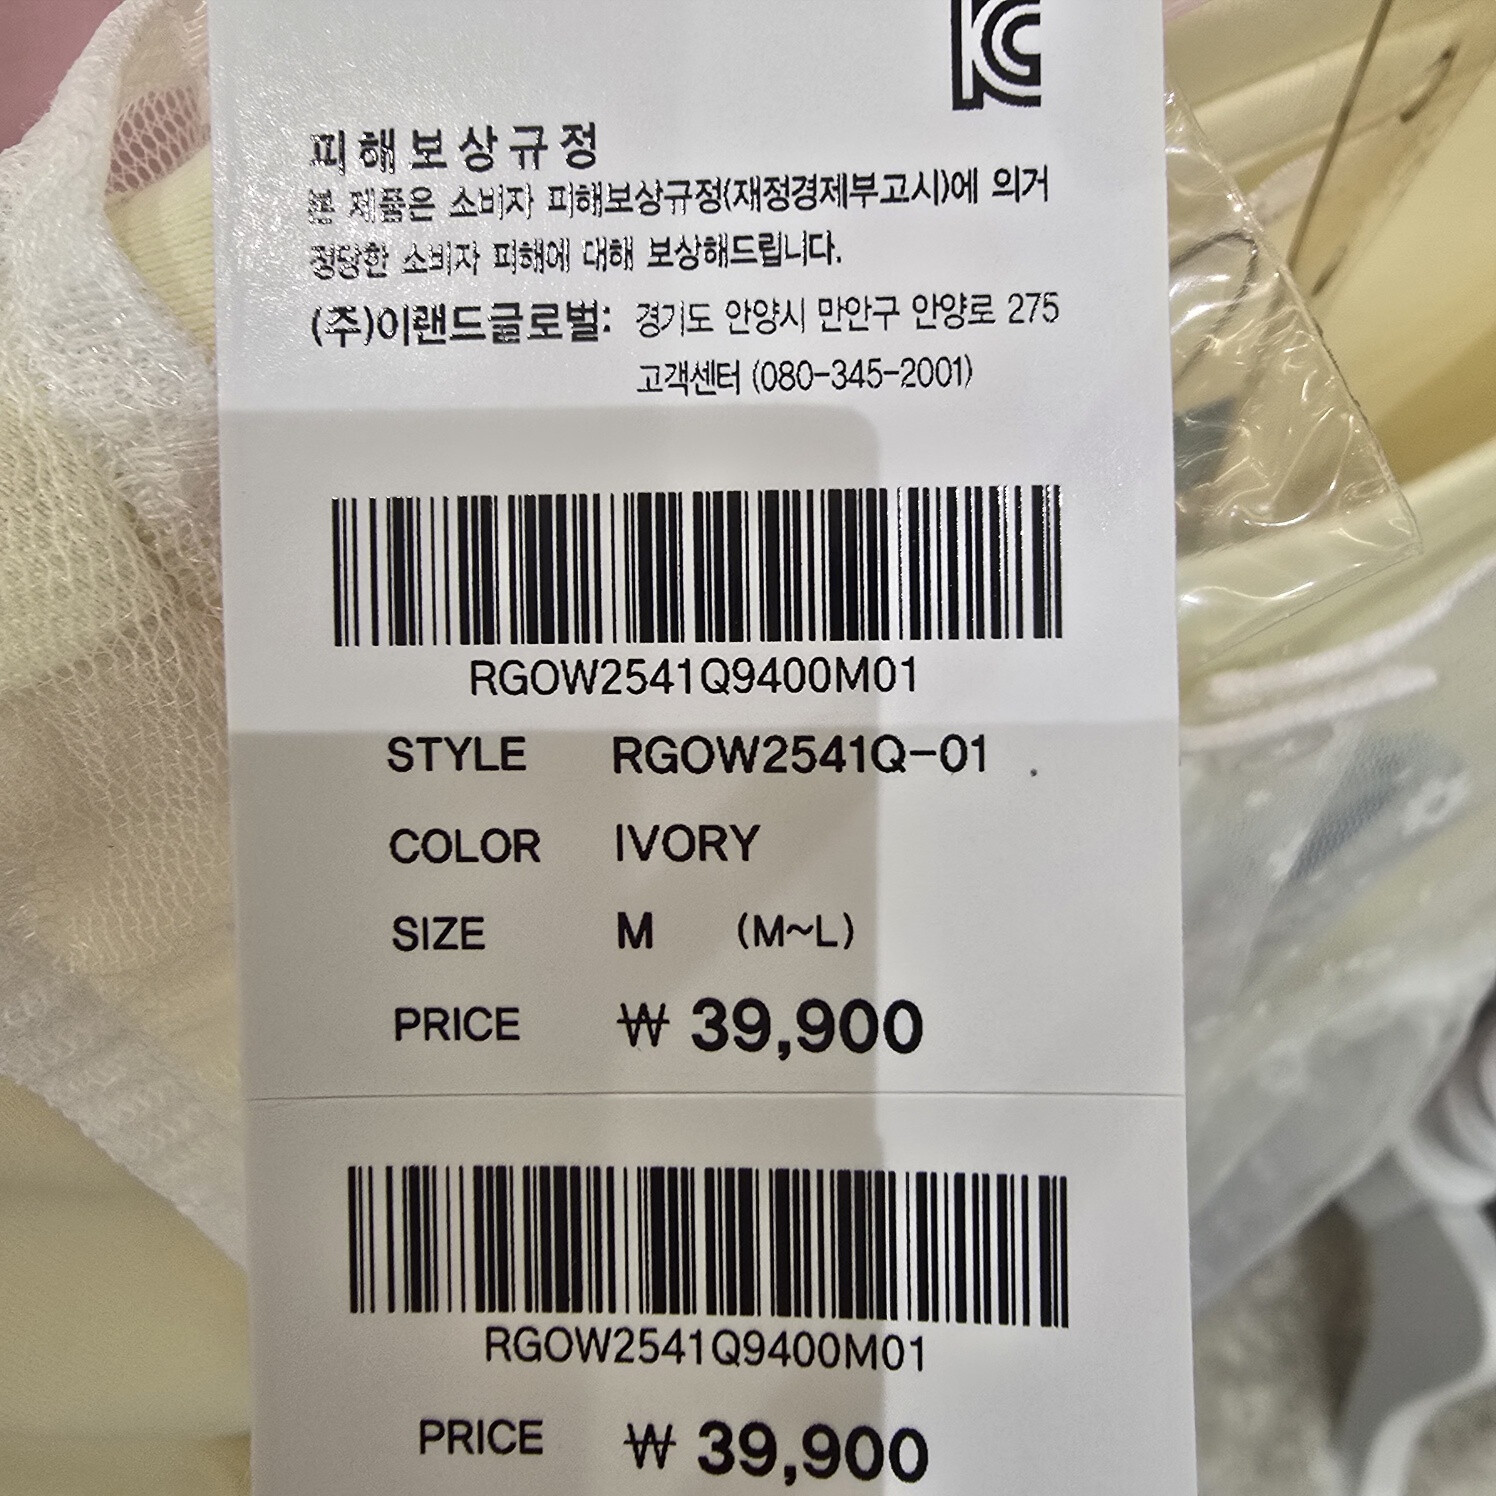 KC
피해보상규정
본 제품은 소비자 피해보상규정(재정경제부고시)에 의거
정당한 소비자 피해에 대해 보상해드립니다.
(주)이랜드글로벌: 경기도 안양시 만안구 안양로 275
고객센터 (080-345-2001)
RGOW2541Q9400M01
STYLE RGOW2541Q-01
COLOR IVORY
SIZE M (M~L)
PRICE ₩ 39,900
RGOW2541Q9400M01
PRICE ₩ 39,900